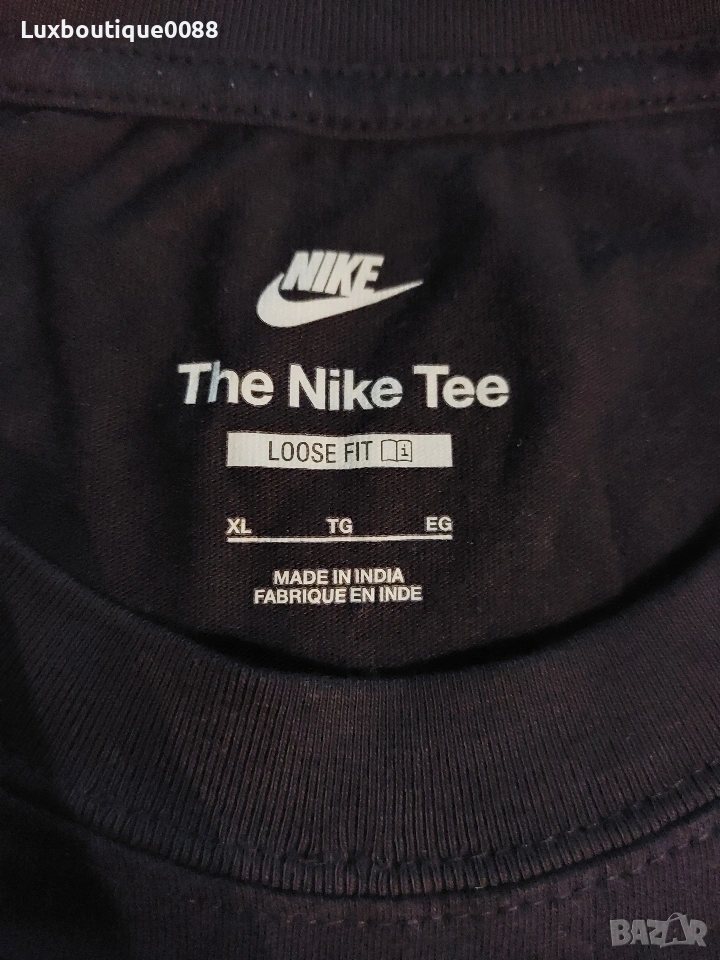 Luxboutique0088
NIKE
The Nike Tee
LOOSE FIT
XL TG EG
MADE IN INDIA
FABRIQUE EN INDE
BAZAR